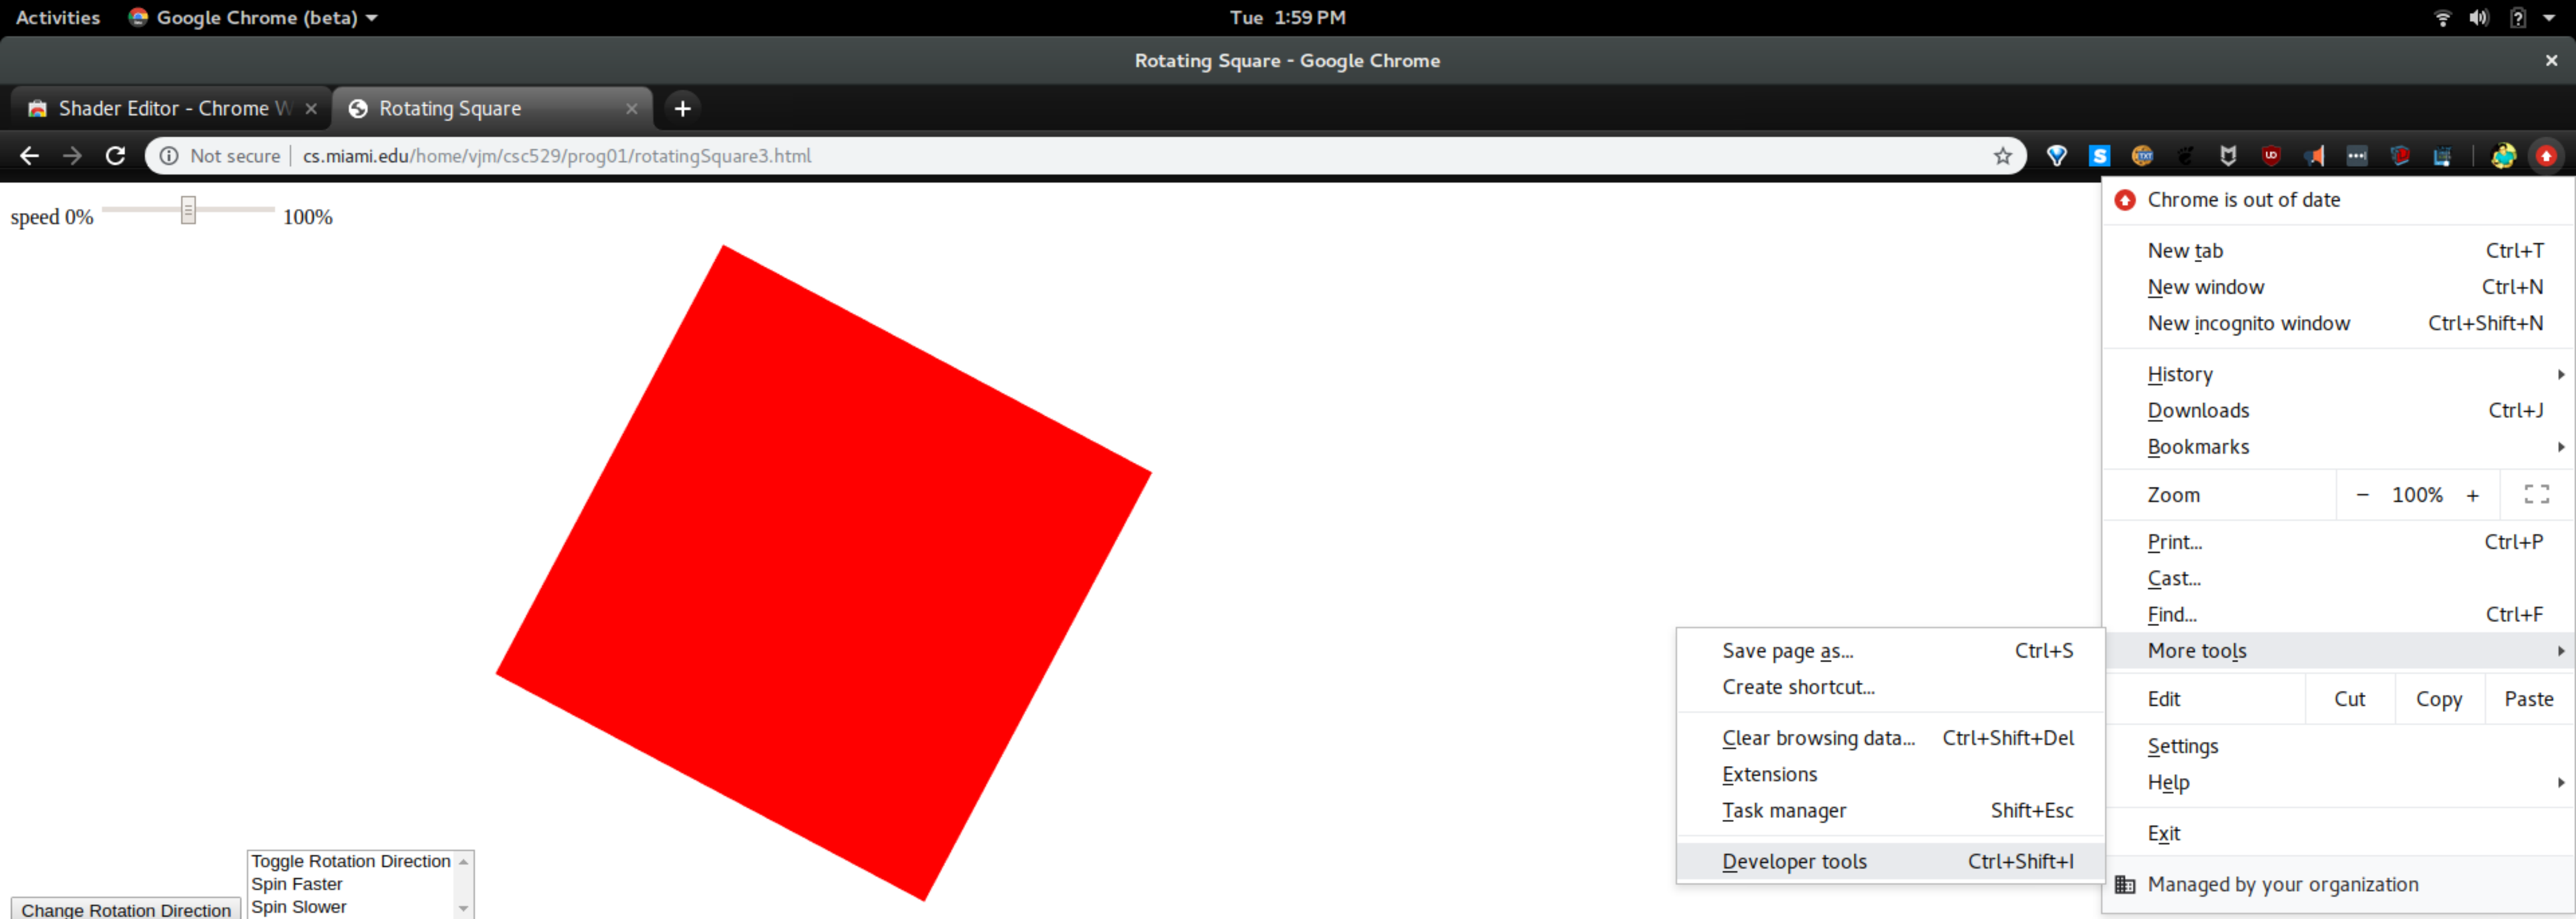 Activities Google Chrome (beta) Tue 1:59 PM
Rotating Square - Google Chrome
Shader Editor - Chrome W Rotating Square
Not secure cs.miami.edu/home/vjm/csc529/prog01/rotatingSquare3.html
speed 0% 100%
Chrome is out of date
New tab Ctrl+T
New window Ctrl+N
New incognito window Ctrl+Shift+N
History
Downloads Ctrl+J
Bookmarks
Zoom − 100% +
Print... Ctrl+P
Cast...
Find... Ctrl+F
More tools
Edit Cut Copy Paste
Settings
Help
Exit
Managed by your organization
Save page as... Ctrl+S
Create shortcut...
Clear browsing data... Ctrl+Shift+Del
Extensions
Task manager Shift+Esc
Developer tools Ctrl+Shift+I
Toggle Rotation Direction
Spin Faster
Spin Slower
Change Rotation Direction